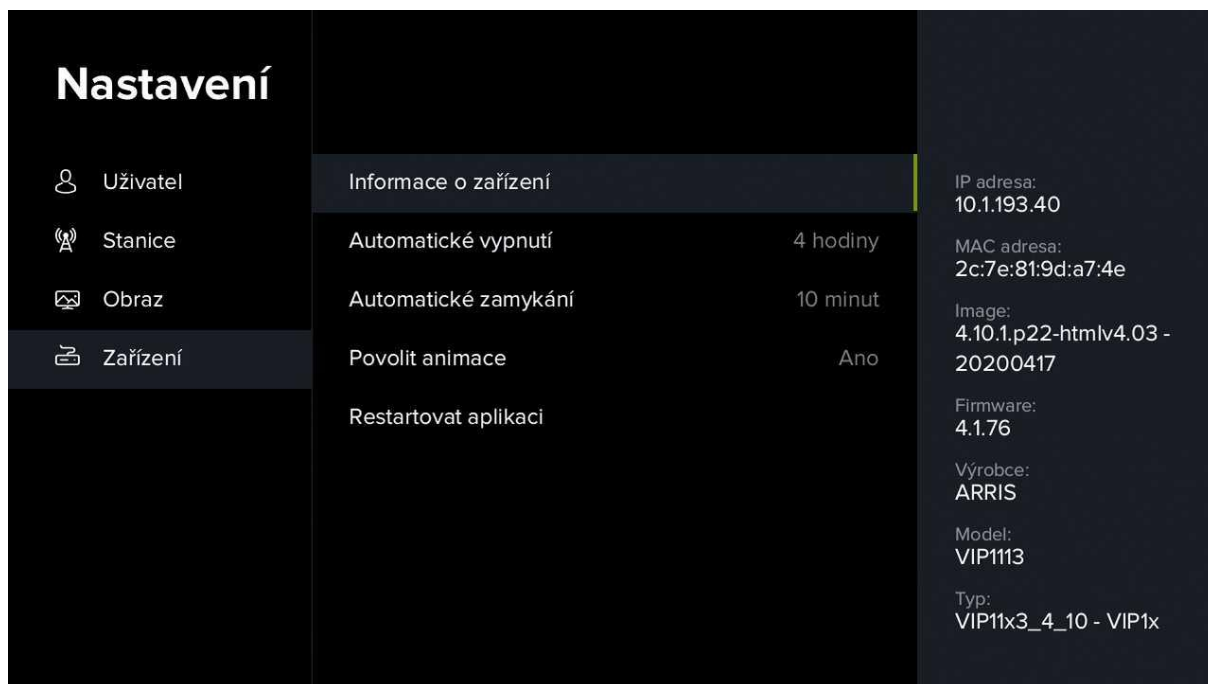 Nastavení
Uživatel
Stanice
Obraz
Zařízení
Informace o zařízení
Automatické vypnutí 4 hodiny
Automatické zamykání 10 minut
Povolit animace Ano
Restartovat aplikaci
IP adresa:
10.1.193.40
MAC adresa:
2c:7e:81:9d:a7:4e
Image:
4.10.1.p22-htmlv4.03 -
20200417
Firmware:
4.1.76
Výrobce:
ARRIS
Model:
VIP1113
Typ:
VIP11x3_4_10 - VIP1x